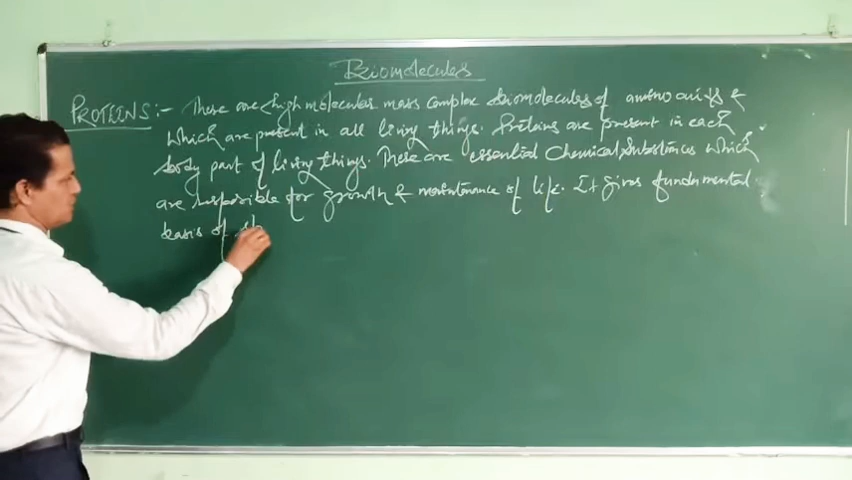 Biomolecules
PROTEINS:- These are high molecular mass complex biomolecules of amino acids &
which are present in all living things. Proteins are present in each
body part of living things. These are essential Chemical Substances which
are responsible for growth & maintenance of life. It gives fundamental
basis of st